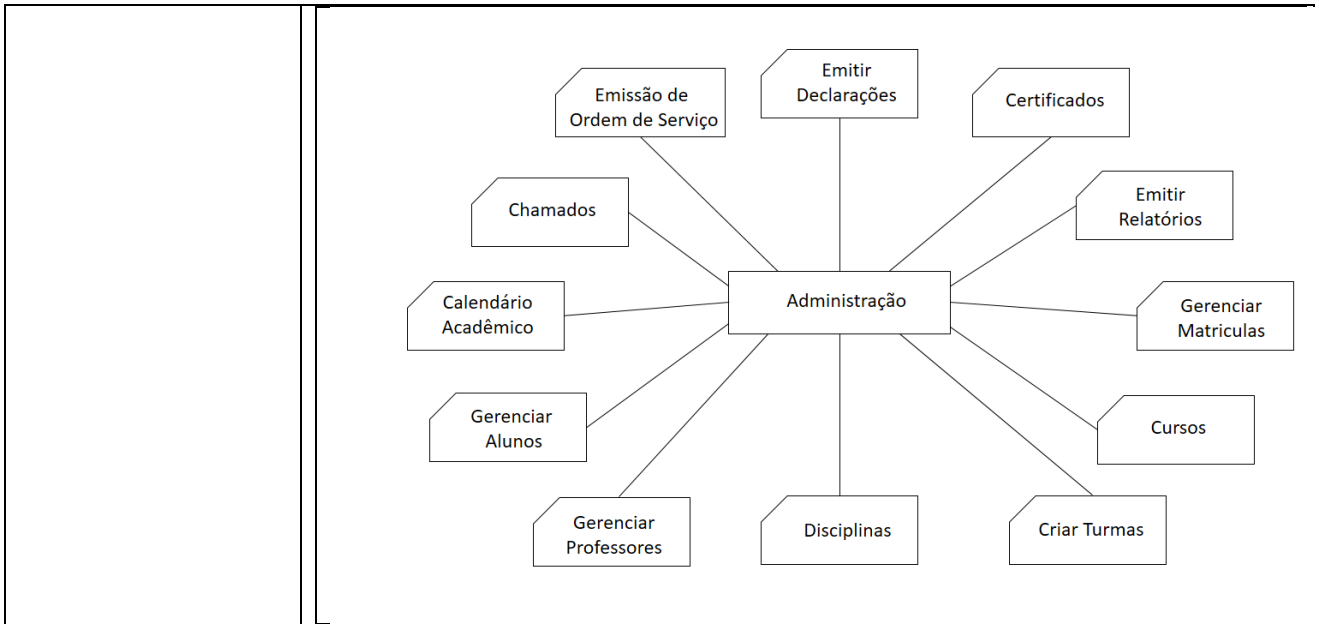 Emitir
Declarações
Emissão de
Ordem de Serviço
Certificados
Chamados
Emitir
Relatórios
Calendário
Acadêmico
Administração
Gerenciar
Matriculas
Gerenciar
Alunos
Cursos
Gerenciar
Professores
Disciplinas
Criar Turmas